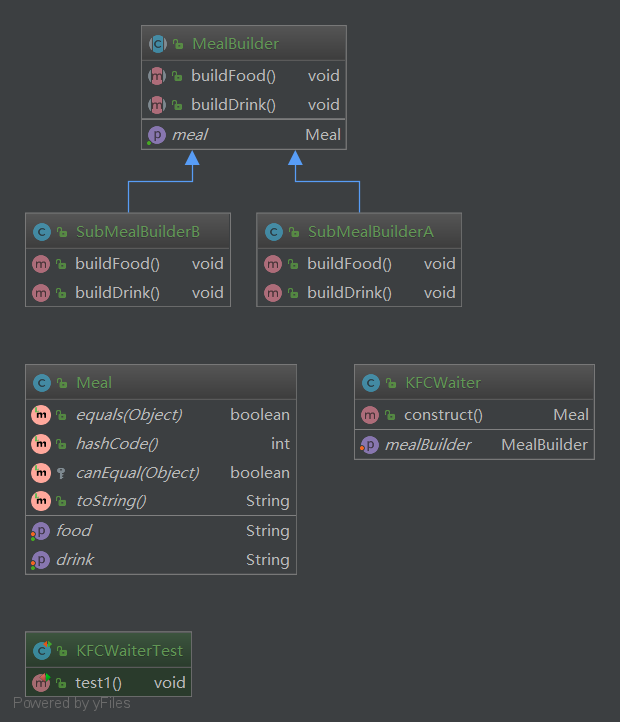 MealBuilder
buildFood() void
buildDrink() void
meal Meal
SubMealBuilderB
buildFood() void
buildDrink() void
SubMealBuilderA
buildFood() void
buildDrink() void
Meal
equals(Object) boolean
hashCode() int
canEqual(Object) boolean
toString() String
food String
drink String
KFCWaiter
construct() Meal
mealBuilder MealBuilder
KFCWaiterTest
test1() void
Powered by yFiles